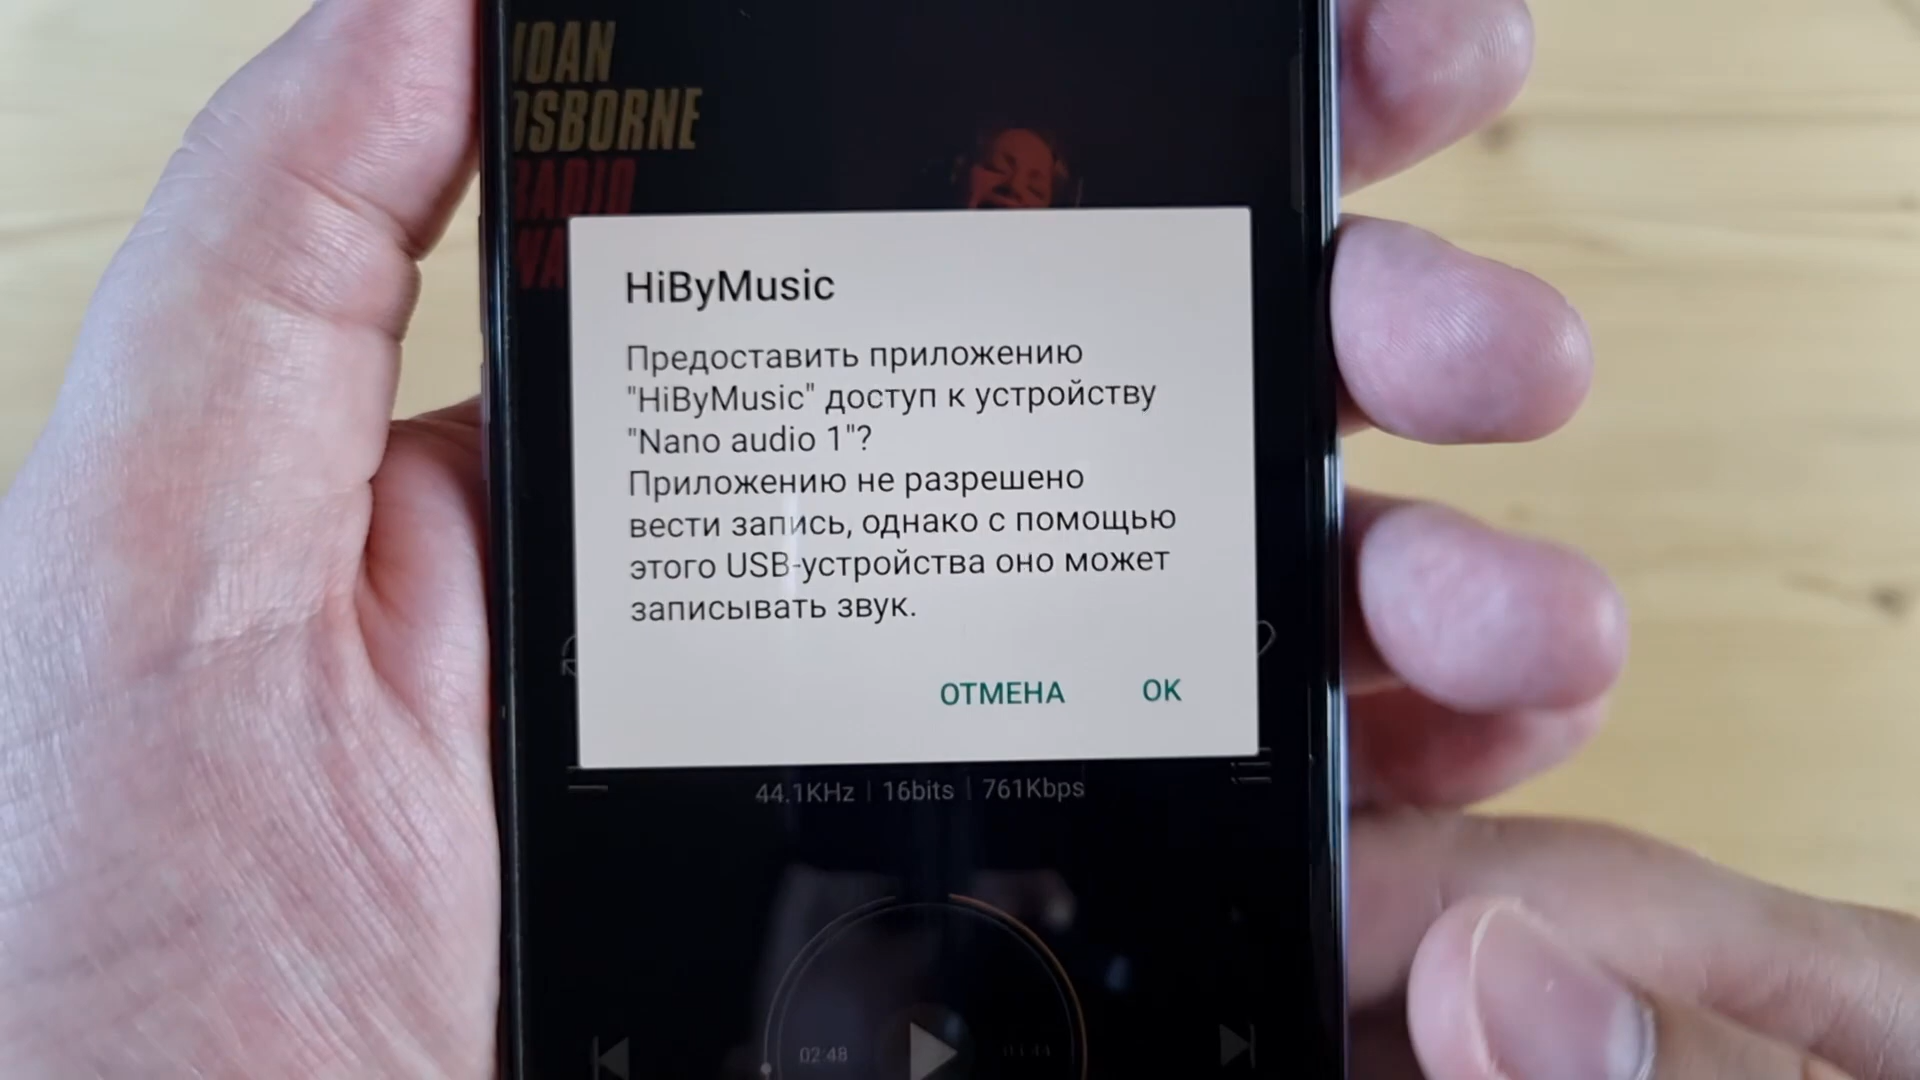 JOAN
OSBORNE
RADIO
HiByMusic
Предоставить приложению
"HiByMusic" доступ к устройству
"Nano audio 1"?
Приложению не разрешено
вести запись, однако с помощью
этого USB-устройства оно может
записывать звук.
ОТМЕНА OK
44.1KHz | 16bits | 761Kbps
02:48